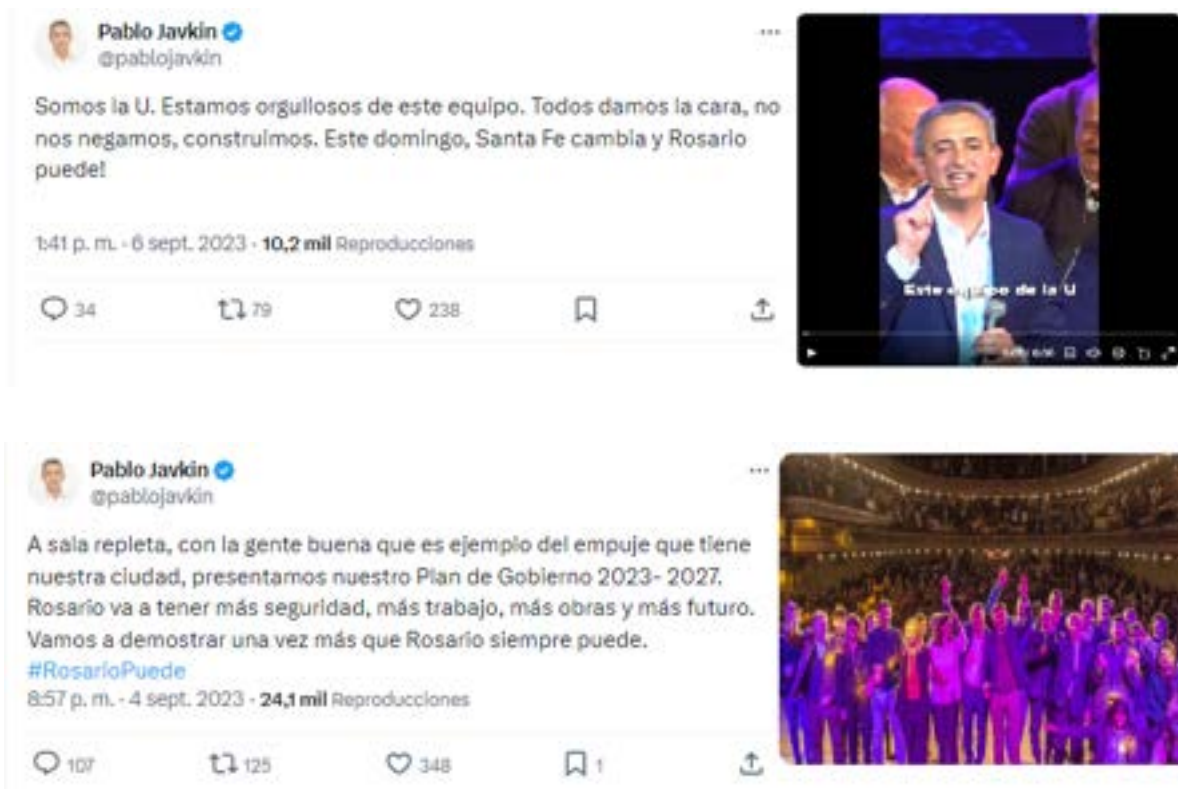 Pablo Javkin
@pablojavkin
...
Somos la U. Estamos orgullosos de este equipo. Todos damos la cara, no
nos negamos, construimos. Este domingo, Santa Fe cambia y Rosario
puede!
1:41 p. m. · 6 sept. 2023 · 10,2 mil Reproducciones
34
79
238
Este equipo de la U
Pablo Javkin
@pablojavkin
...
A sala repleta, con la gente buena que es ejemplo del empuje que tiene
nuestra ciudad, presentamos nuestro Plan de Gobierno 2023- 2027.
Rosario va a tener más seguridad, más trabajo, más obras y más futuro.
Vamos a demostrar una vez más que Rosario siempre puede.
#RosarioPuede
8:57 p. m. · 4 sept. 2023 · 24,1 mil Reproducciones
107
125
348
1